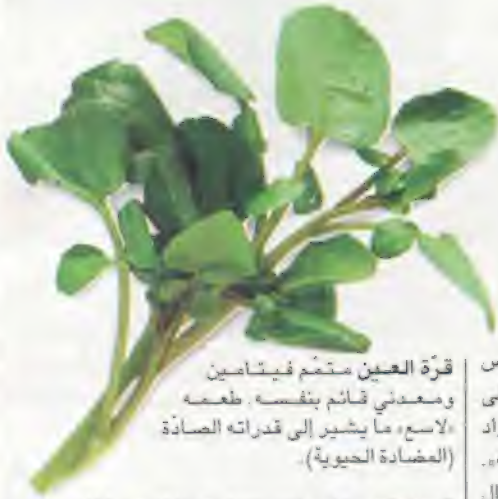 قرّة العين متمّم فيتامين
ومعدني قائم بنفسه. طعمه
«لاسع» ما يشير إلى قدراته الصادّة
(المضادة الحيوية).